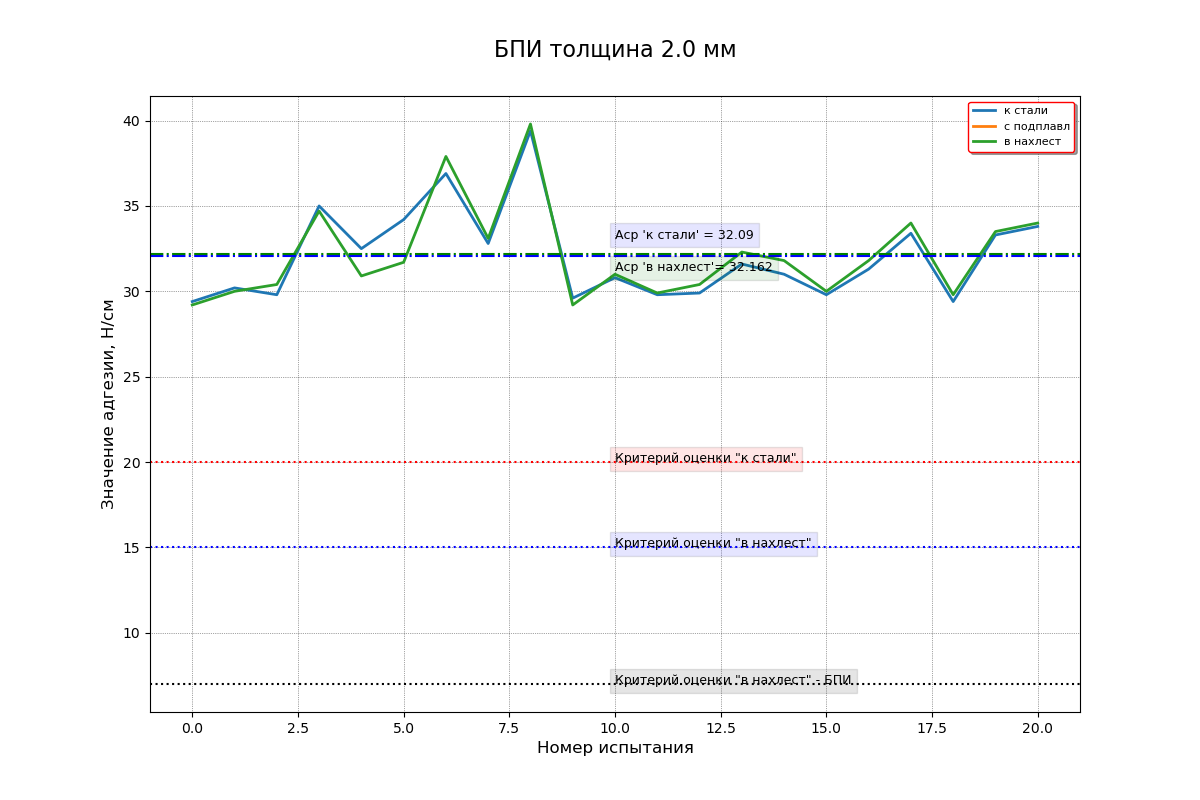 БПИ толщина 2.0 мм
к стали
с подплавл
в нахлест
40
35
30
25
20
15
10
Значение адгезии, Н/см
Аср 'к стали' = 32.09
Аср 'в нахлест'= 32.162
Критерий оценки "к стали"
Критерий оценки "в нахлест"
Критерий оценки "в нахлест" - БПИ
0.0 2.5 5.0 7.5 10.0 12.5 15.0 17.5 20.0
Номер испытания